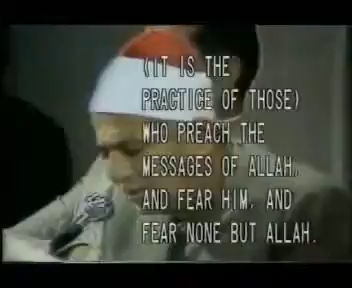 (IT IS THE
PRACTICE OF THOSE)
WHO PREACH THE
MESSAGES OF ALLAH,
AND FEAR HIM, AND
FEAR NONE BUT ALLAH.